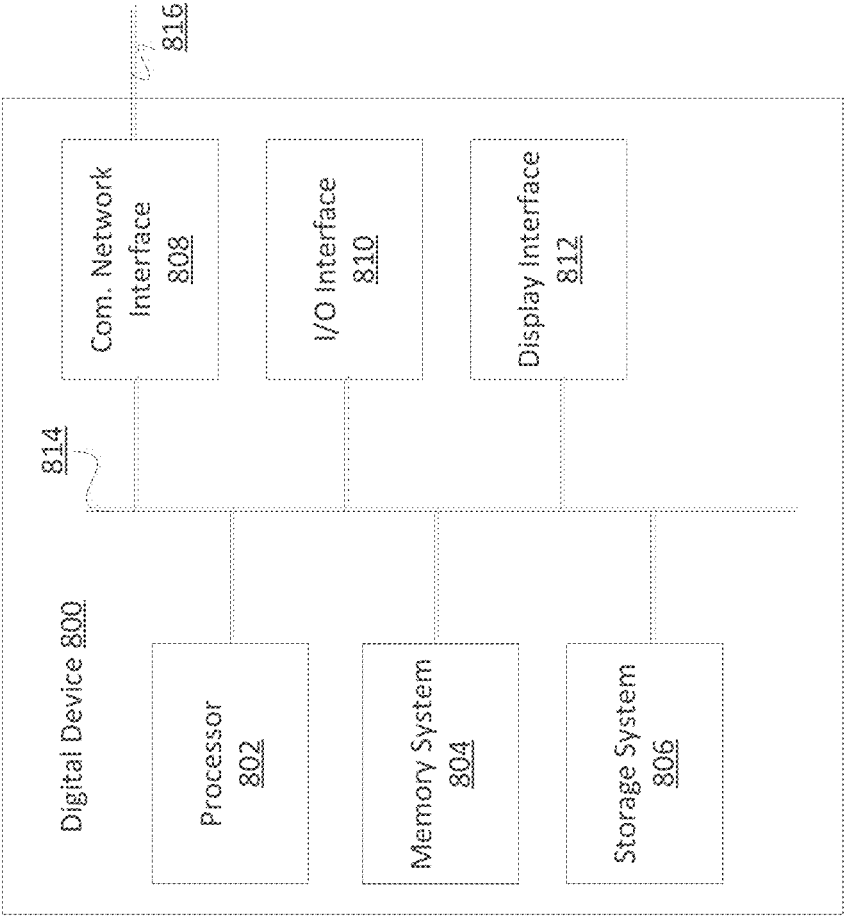 Digital Device 800
Processor
802
Memory System
804
Storage System
806
814
Com. Network
Interface
808
I/O Interface
810
Display Interface
812
816